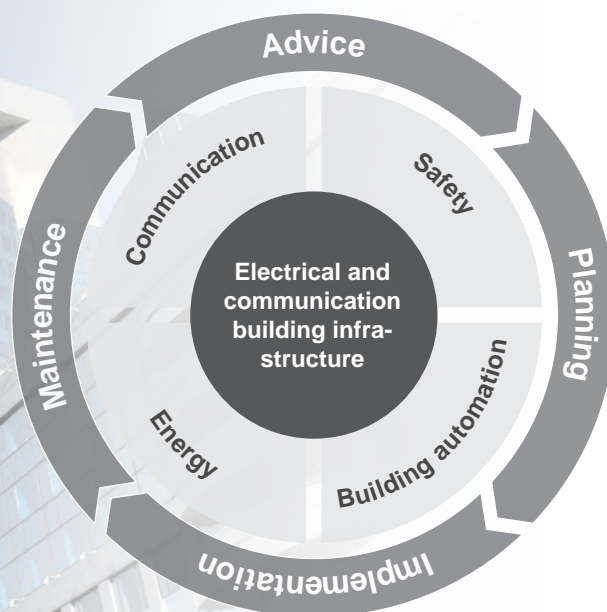 Advice
Communication
Safety
Maintenance
Electrical and
communication
building infra-
structure
Planning
Energy
Building automation
Implementation